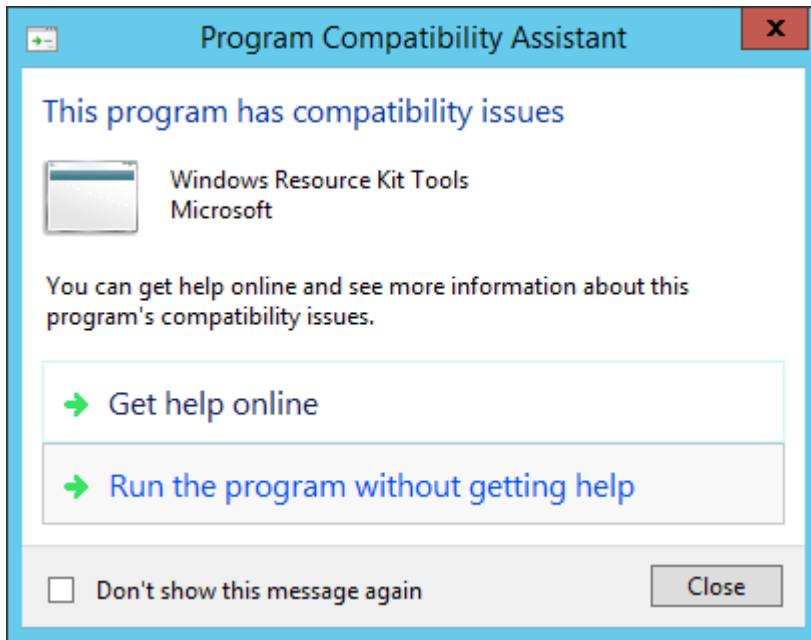 Program Compatibility Assistant
x
This program has compatibility issues
Windows Resource Kit Tools
Microsoft
You can get help online and see more information about this
program's compatibility issues.
Get help online
Run the program without getting help
Don't show this message again
Close